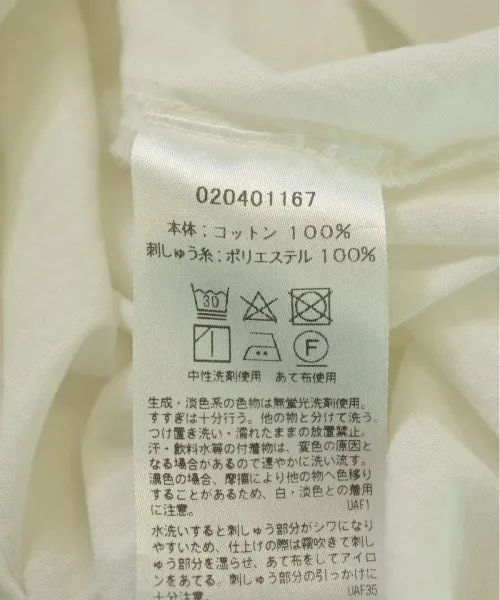 020401167
本体:コットン 100%
刺しゅう糸:ポリエステル 100%
30
F
中性洗剤使用 あて布使用
生成・淡色系の色物は無蛍光洗剤使用。
すすぎは十分行う。他の物と分けて洗う。
つけ置き洗い・濡れたままの放置禁止。
汗・飲料水等の付着物は、変色の原因と
なる場合があるので速やかに洗い流す。
濃色の場合、摩擦により他の物へ色移り
することがあるため、白・淡色との着用
に注意。 UAF1
水洗いすると刺しゅう部分がシワになり
やすいため、仕上げの際は霧吹きで刺し
ゅう部分を湿らせ、あて布をしてアイロ
ンをあてる。刺しゅう部分の引っかけに
十分注意 UAF35